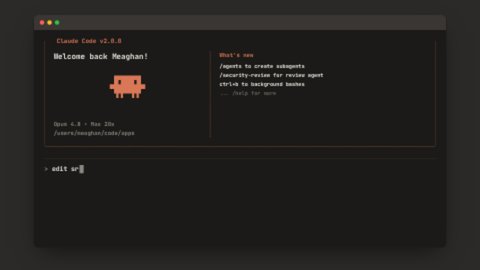 Claude Code v2.0.0
Welcome back Meaghan!
Opus 4.8 • Max 20x
/users/meaghan/code/apps
What's new
/agents to create subagents
/security-review for review agent
ctrl+b to background bashes
... /help for more
> edit sr